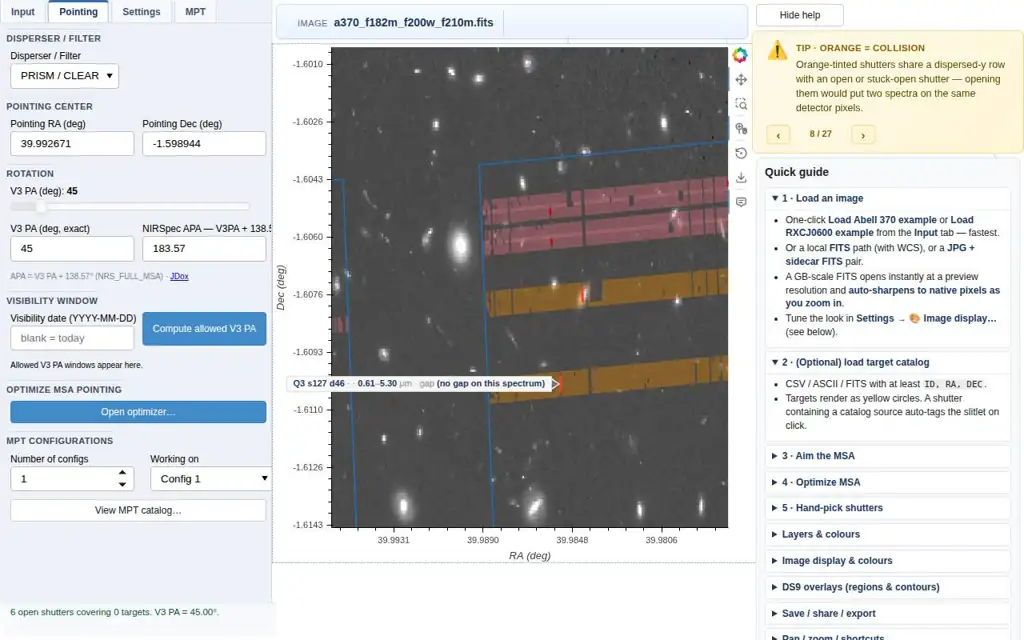 Input
Pointing
Settings
MPT
DISPERSER / FILTER
Disperser / Filter
PRISM / CLEAR
POINTING CENTER
Pointing RA (deg)
Pointing Dec (deg)
39.992671
-1.598944
ROTATION
V3 PA (deg): 45
V3 PA (deg, exact)
NIRSpec APA — V3PA + 138.5
45
183.57
APA = V3 PA + 138.57° (NRS_FULL_MSA) · JDox
VISIBILITY WINDOW
Visibility date (YYYY-MM-DD)
blank = today
Compute allowed V3 PA
Allowed V3 PA windows appear here.
OPTIMIZE MSA POINTING
Open optimizer…
MPT CONFIGURATIONS
Number of configs
Working on
1
Config 1
View MPT catalog…
6 open shutters covering 0 targets. V3 PA = 45.00°.
IMAGE a370_f182m_f200w_f210m.fits
-1.6010
-1.6026
-1.6043
-1.6060
-1.6076
-1.6093
-1.6110
-1.6126
-1.6143
Dec (deg)
39.9931
39.9890
39.9848
39.9806
RA (deg)
Q3 s127 d46 · · 0.61–5.30 μm · gap (no gap on this spectrum)
Hide help
TIP · ORANGE = COLLISION
Orange-tinted shutters share a dispersed-y row
with an open or stuck-open shutter — opening
them would put two spectra on the same
detector pixels.
‹
8 / 27
›
Quick guide
▼ 1 · Load an image
• One-click Load Abell 370 example or Load
RXCJ0600 example from the Input tab — fastest.
• Or a local FITS path (with WCS), or a JPG +
sidecar FITS pair.
• A GB-scale FITS opens instantly at a preview
resolution and auto-sharpens to native pixels as
you zoom in.
• Tune the look in Settings → 🎨 Image display…
(see below).
▼ 2 · (Optional) load target catalog
• CSV / ASCII / FITS with at least ID, RA, DEC.
• Targets render as yellow circles. A shutter
containing a catalog source auto-tags the slitlet on
click.
▶ 3 · Aim the MSA
▶ 4 · Optimize MSA
▶ 5 · Hand-pick shutters
▶ Layers & colours
▶ Image display & colours
▶ DS9 overlays (regions & contours)
▶ Save / share / export
▶ Pan / zoom / shortcuts